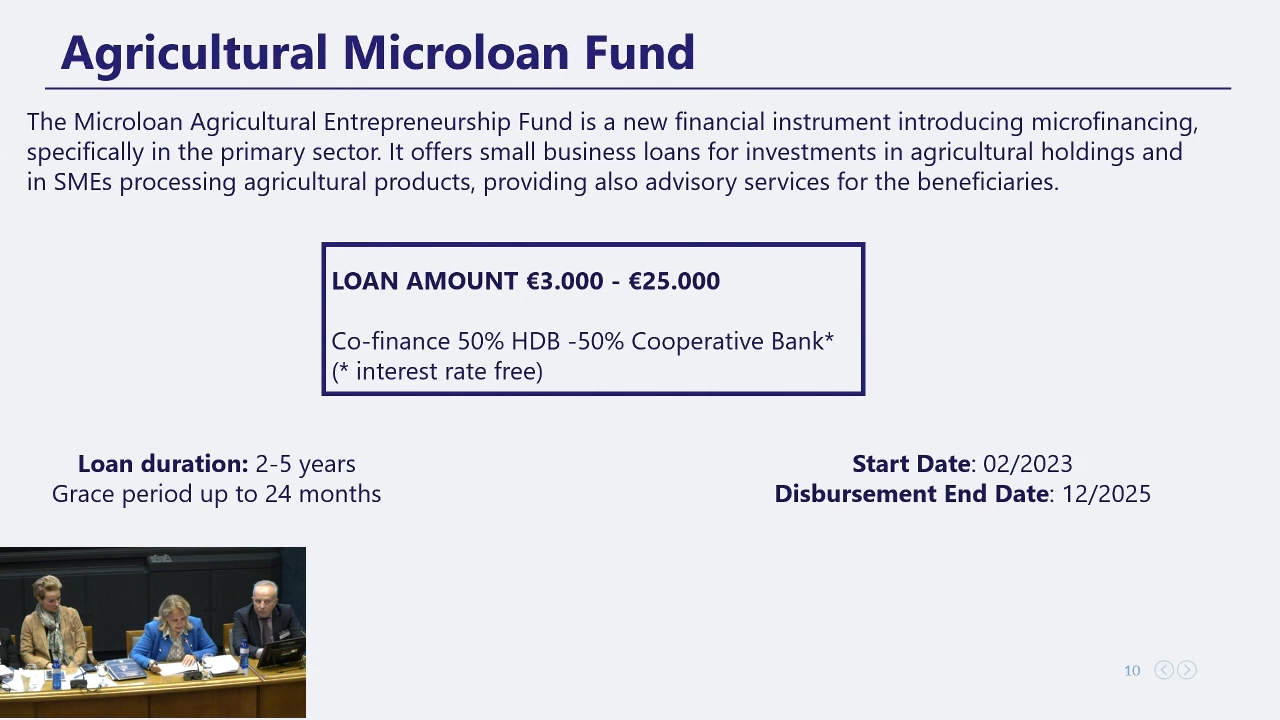 Agricultural Microloan Fund
The Microloan Agricultural Entrepreneurship Fund is a new financial instrument introducing microfinancing,
specifically in the primary sector. It offers small business loans for investments in agricultural holdings and
in SMEs processing agricultural products, providing also advisory services for the beneficiaries.
LOAN AMOUNT €3.000 - €25.000
Co-finance 50% HDB -50% Cooperative Bank*
(* interest rate free)
Loan duration: 2-5 years
Grace period up to 24 months
Start Date: 02/2023
Disbursement End Date: 12/2025
10